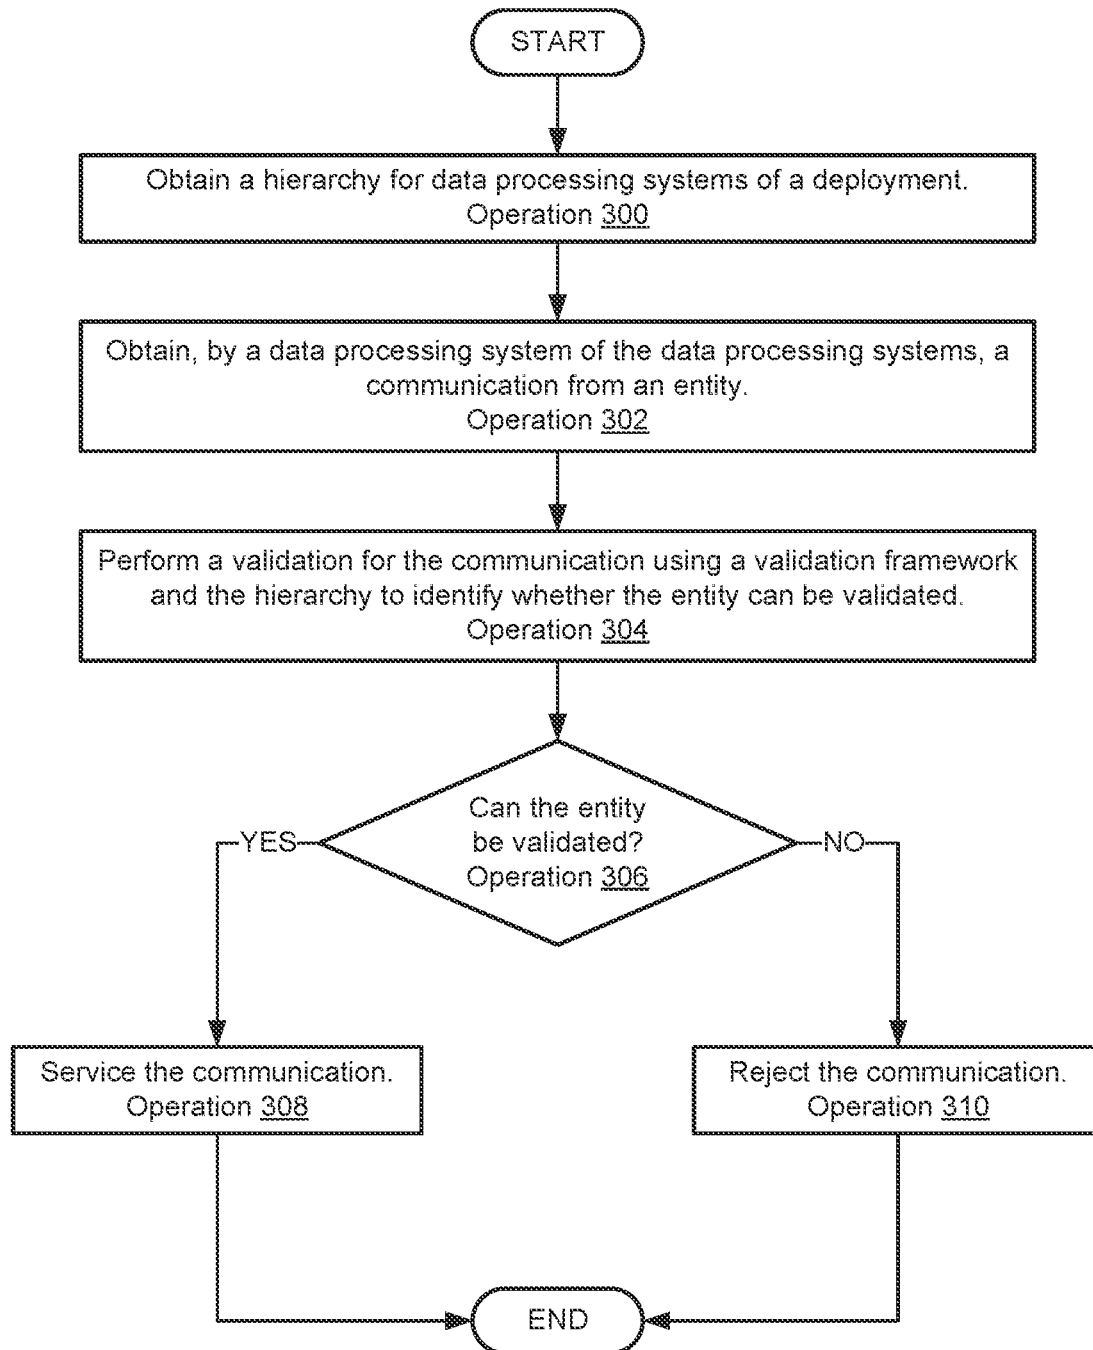 START
Obtain a hierarchy for data processing systems of a deployment.
Operation 300
Obtain, by a data processing system of the data processing systems, a
communication from an entity.
Operation 302
Perform a validation for the communication using a validation framework
and the hierarchy to identify whether the entity can be validated.
Operation 304
Can the entity
be validated?
Operation 306
YES
NO
Service the communication.
Operation 308
Reject the communication.
Operation 310
END